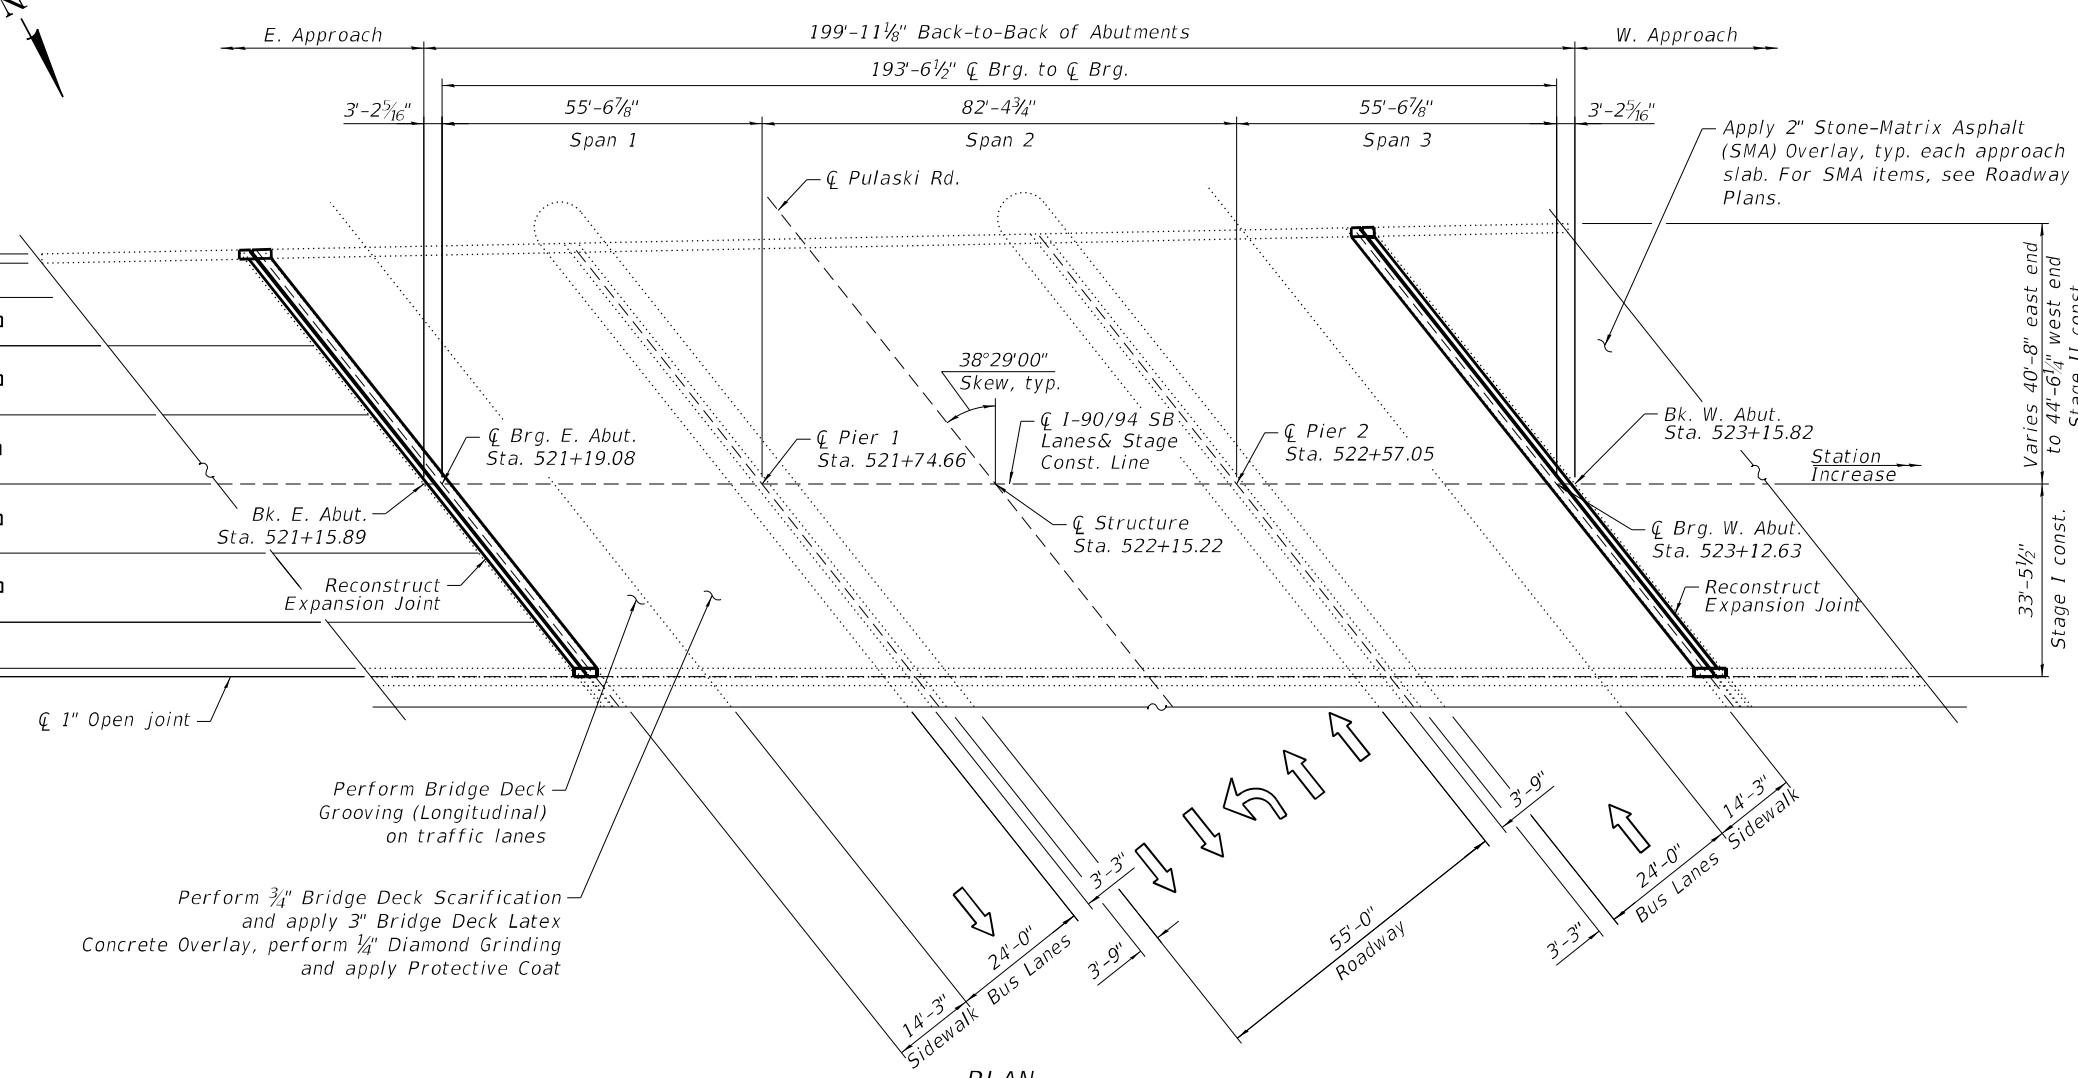 N
E. Approach
199'-11⅛" Back-to-Back of Abutments
W. Approach
193'-6½" ℄ Brg. to ℄ Brg.
3'-2 5/16"
55'-6⅞"
82'-4¾"
55'-6⅞"
3'-2 5/16"
Span 1
Span 2
Span 3
Apply 2" Stone-Matrix Asphalt
(SMA) Overlay, typ. each approach
slab. For SMA items, see Roadway
Plans.
℄ Pulaski Rd.
38°29'00"
Skew, typ.
℄ Brg. E. Abut.
Sta. 521+19.08
℄ Pier 1
Sta. 521+74.66
℄ I-90/94 SB
Lanes& Stage
Const. Line
℄ Pier 2
Sta. 522+57.05
Bk. W. Abut.
Sta. 523+15.82
Station
Increase
Varies 40'-8" east end
to 44'-6¼" west end
Stage II const.
Bk. E. Abut.
Sta. 521+15.89
℄ Structure
Sta. 522+15.22
℄ Brg. W. Abut.
Sta. 523+12.63
33'-5½"
Stage I const.
Reconstruct
Expansion Joint
Reconstruct
Expansion Joint
℄ 1" Open joint
Perform Bridge Deck
Grooving (Longitudinal)
on traffic lanes
Perform ¾" Bridge Deck Scarification
and apply 3" Bridge Deck Latex
Concrete Overlay, perform ¼" Diamond Grinding
and apply Protective Coat
14'-3"
Sidewalk
24'-0"
Bus Lanes
3'-3"
3'-9"
55'-0"
Roadway
3'-9"
3'-3"
24'-0"
Bus Lanes
14'-3"
Sidewalk
PLAN